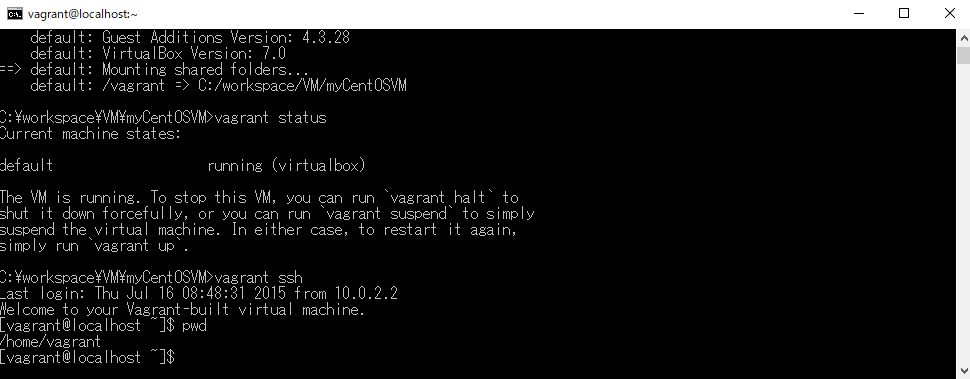 vagrant@localhost:~
default: Guest Additions Version: 4.3.28
default: VirtualBox Version: 7.0
==> default: Mounting shared folders...
default: /vagrant => C:/workspace/VM/myCentOSVM
C:¥workspace¥VM¥myCentOSVM>vagrant status
Current machine states:
default                   running (virtualbox)
The VM is running. To stop this VM, you can run `vagrant halt` to
shut it down forcefully, or you can run `vagrant suspend` to simply
suspend the virtual machine. In either case, to restart it again,
simply run `vagrant up`.
C:¥workspace¥VM¥myCentOSVM>vagrant ssh
Last login: Thu Jul 16 08:48:31 2015 from 10.0.2.2
Welcome to your Vagrant-built virtual machine.
[vagrant@localhost ~]$ pwd
/home/vagrant
[vagrant@localhost ~]$